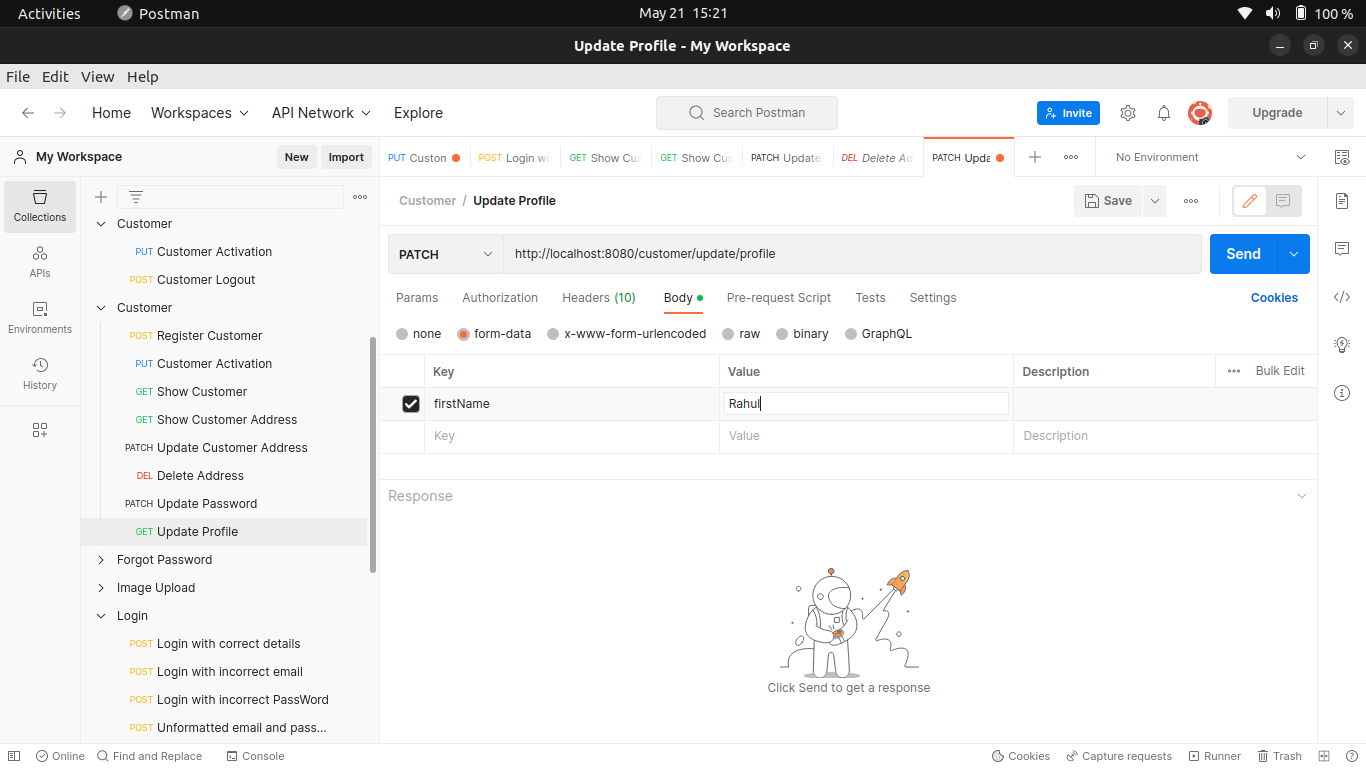 Activities Postman May 21 15:21 100 %
Update Profile - My Workspace
File Edit View Help
Home Workspaces API Network Explore Search Postman Invite Upgrade
My Workspace New Import
PUT Custon POST Login wi GET Show Cus GET Show Cus PATCH Update DEL Delete Ad PATCH Upda No Environment
Collections
APIs
Environments
History
Customer
PUT Customer Activation
POST Customer Logout
Customer
POST Register Customer
PUT Customer Activation
GET Show Customer
GET Show Customer Address
PATCH Update Customer Address
DEL Delete Address
PATCH Update Password
GET Update Profile
Forgot Password
Image Upload
Login
POST Login with correct details
POST Login with incorrect email
POST Login with incorrect PassWord
POST Unformatted email and pass...
Customer / Update Profile Save
PATCH http://localhost:8080/customer/update/profile Send
Params Authorization Headers (10) Body Pre-request Script Tests Settings Cookies
none form-data x-www-form-urlencoded raw binary GraphQL
Key Value Description Bulk Edit
firstName Rahul
Key Value Description
Response
Click Send to get a response
Online Find and Replace Console Cookies Capture requests Runner Trash